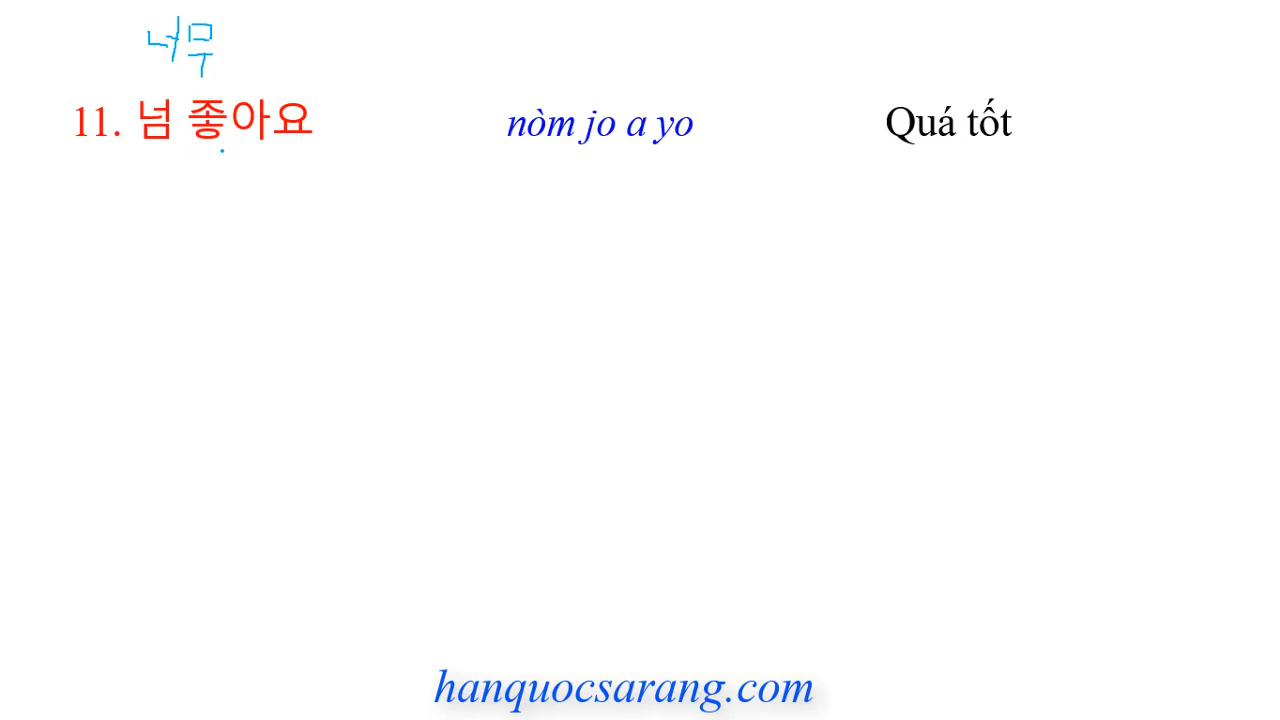 너무
11. 넘 좋아요 nòm jo a yo Quá tốt
hanquocsarang.com